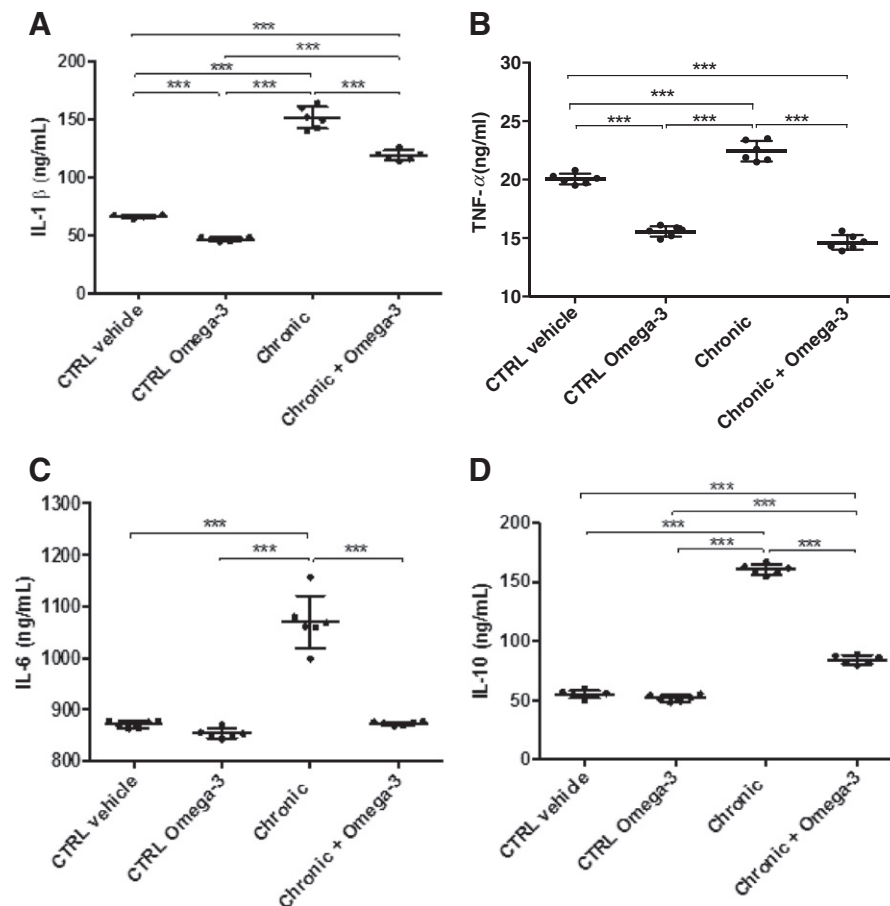 A
***
***
***
*** *** ***
200
150
100
50
0
IL-1 β (ng/mL)
CTRL vehicle
CTRL Omega-3
Chronic
Chronic + Omega-3
B
***
***
*** *** ***
30
25
20
15
10
TNF-α(ng/ml)
CTRL vehicle
CTRL Omega-3
Chronic
Chronic + Omega-3
C
***
*** ***
1300
1200
1100
1000
900
800
IL-6 (ng/mL)
CTRL vehicle
CTRL Omega-3
Chronic
Chronic + Omega-3
D
***
***
***
*** ***
200
150
100
50
0
IL-10 (ng/mL)
CTRL vehicle
CTRL Omega-3
Chronic
Chronic + Omega-3